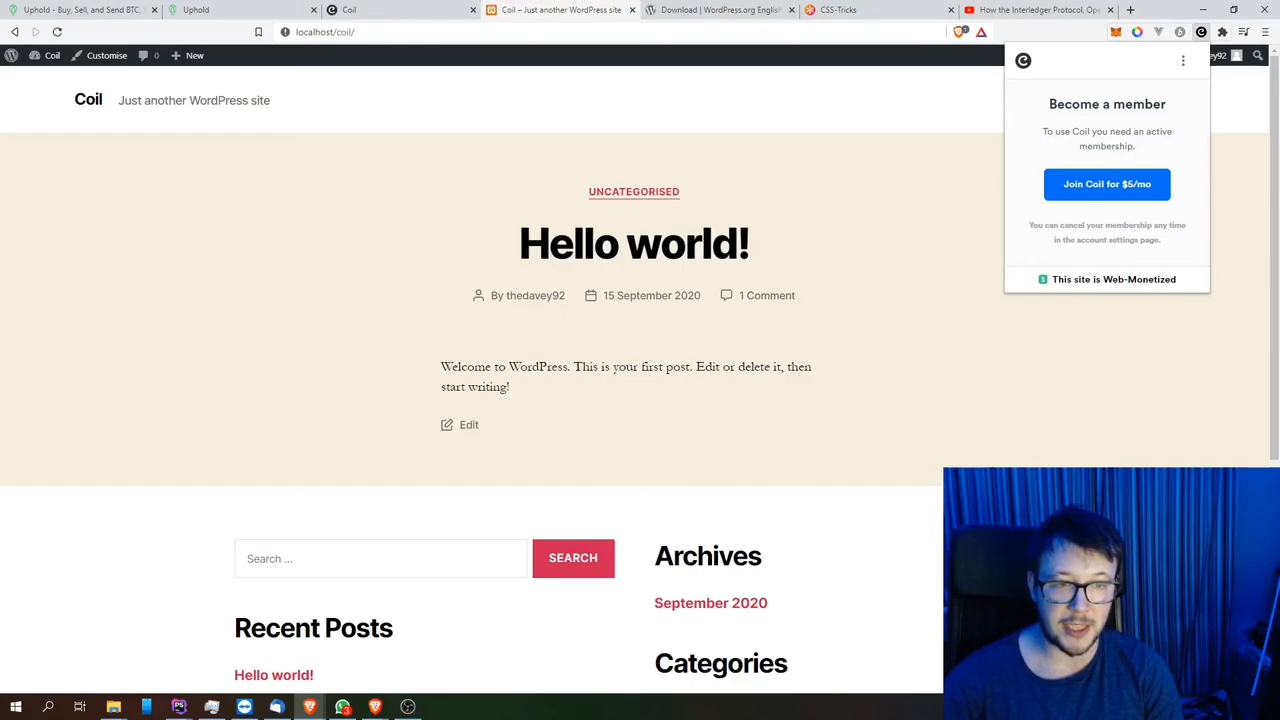 Uphold - Buy, Sell, and Send BTC,
Uphold
Coil
Coil – Just another WordPress site
Download | WordPress.org English
CSS-Tricks
How the Interledger Protocol, Ope
localhost/coil/
Coil
Customise
0
New
Coil
Just another WordPress site
Become a member
To use Coil you need an active
membership.
Join Coil for $5/mo
You can cancel your membership any time
in the account settings page.
This site is Web-Monetized
UNCATEGORISED
Hello world!
By thedavey92
15 September 2020
1 Comment
Welcome to WordPress. This is your first post. Edit or delete it, then
start writing!
Edit
Search …
SEARCH
Archives
September 2020
Recent Posts
Hello world!
Categories